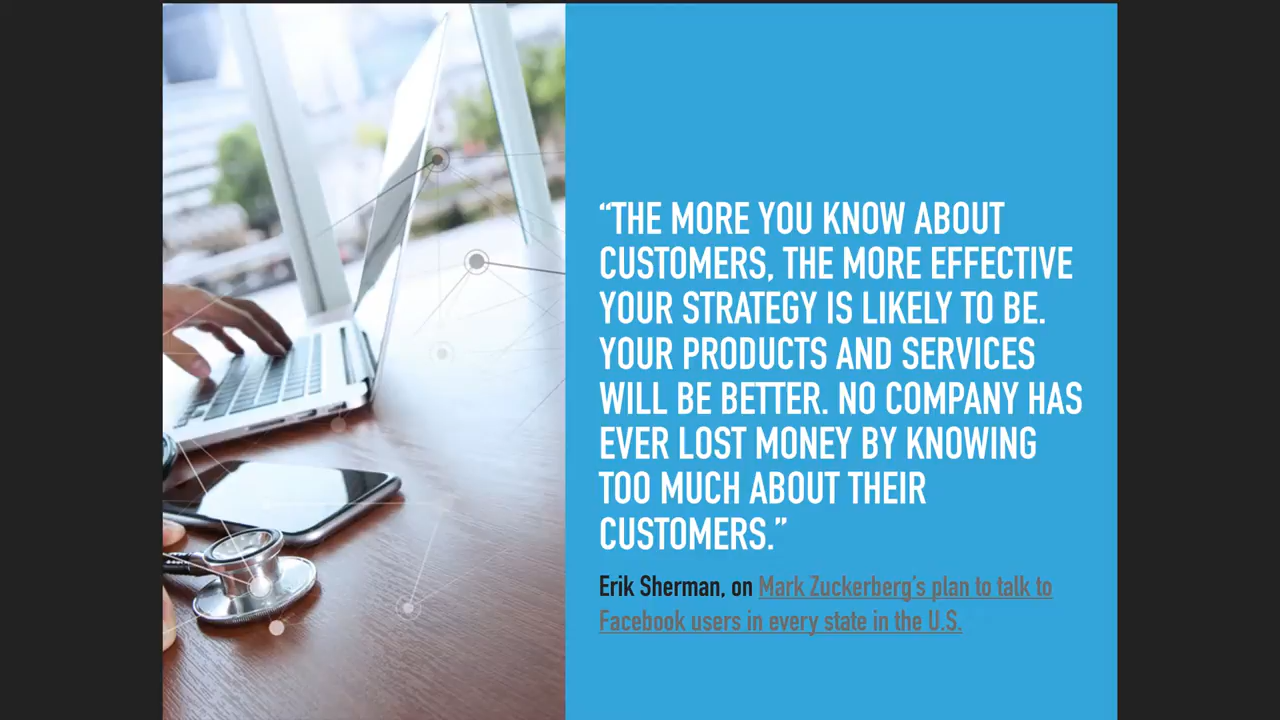 “THE MORE YOU KNOW ABOUT
CUSTOMERS, THE MORE EFFECTIVE
YOUR STRATEGY IS LIKELY TO BE.
YOUR PRODUCTS AND SERVICES
WILL BE BETTER. NO COMPANY HAS
EVER LOST MONEY BY KNOWING
TOO MUCH ABOUT THEIR
CUSTOMERS.”
Erik Sherman, on Mark Zuckerberg’s plan to talk to
Facebook users in every state in the U.S.